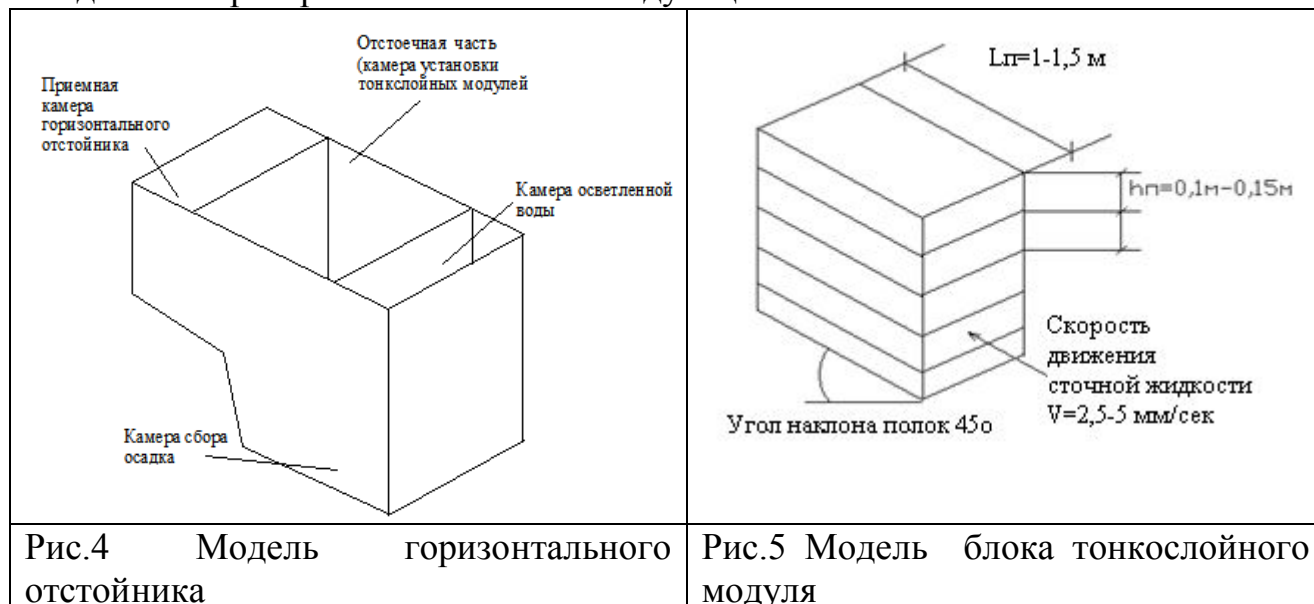 Отстоечная часть
(камера установки
тонкслойных модулей
Приемная
камера
горизонтального
отстойника
Камера осветленной
воды
Камера сбора
осадка
Lп=1-1,5 м
hп=0,1м-0,15м
Скорость
движения
сточной жидкости
V=2,5-5 мм/сек
Угол наклона полок 45о
Рис.4 Модель горизонтального
отстойника
Рис.5 Модель блока тонкослойного
модуля